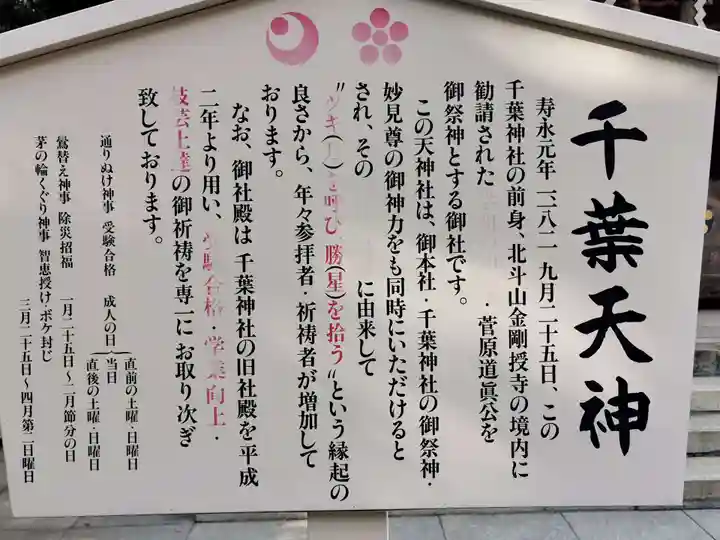 千葉天神
寿永元年一一八二 九月二十五日、この
千葉神社の前身、北斗山金剛授寺の境内に
勧請された ・菅原道眞公を
御祭神とする御社です。
この天神社は、御本社・千葉神社の御祭神・
妙見尊の御神力をも同時にいただけると
され、その に由来して
〝ツキ(月)を呼び 勝(星)を拾う〟という縁起の
良さから、年々参拝者・祈祷者が増加して
おります。
なお、御社殿は 千葉神社の旧社殿を 平成
二年より用い、受験合格・学業向上・
技芸上達の御祈祷を専一に お取り次ぎ
致しております。
通りぬけ神事 受験合格 成人の日
直前の土曜・日曜日
当日
直後の土曜・日曜日
鷽替え神事 除災招福 一月二十五日〜二月節分の日
茅の輪くぐり神事 智恵授け・ボケ封じ
三月二十五日〜四月第二日曜日